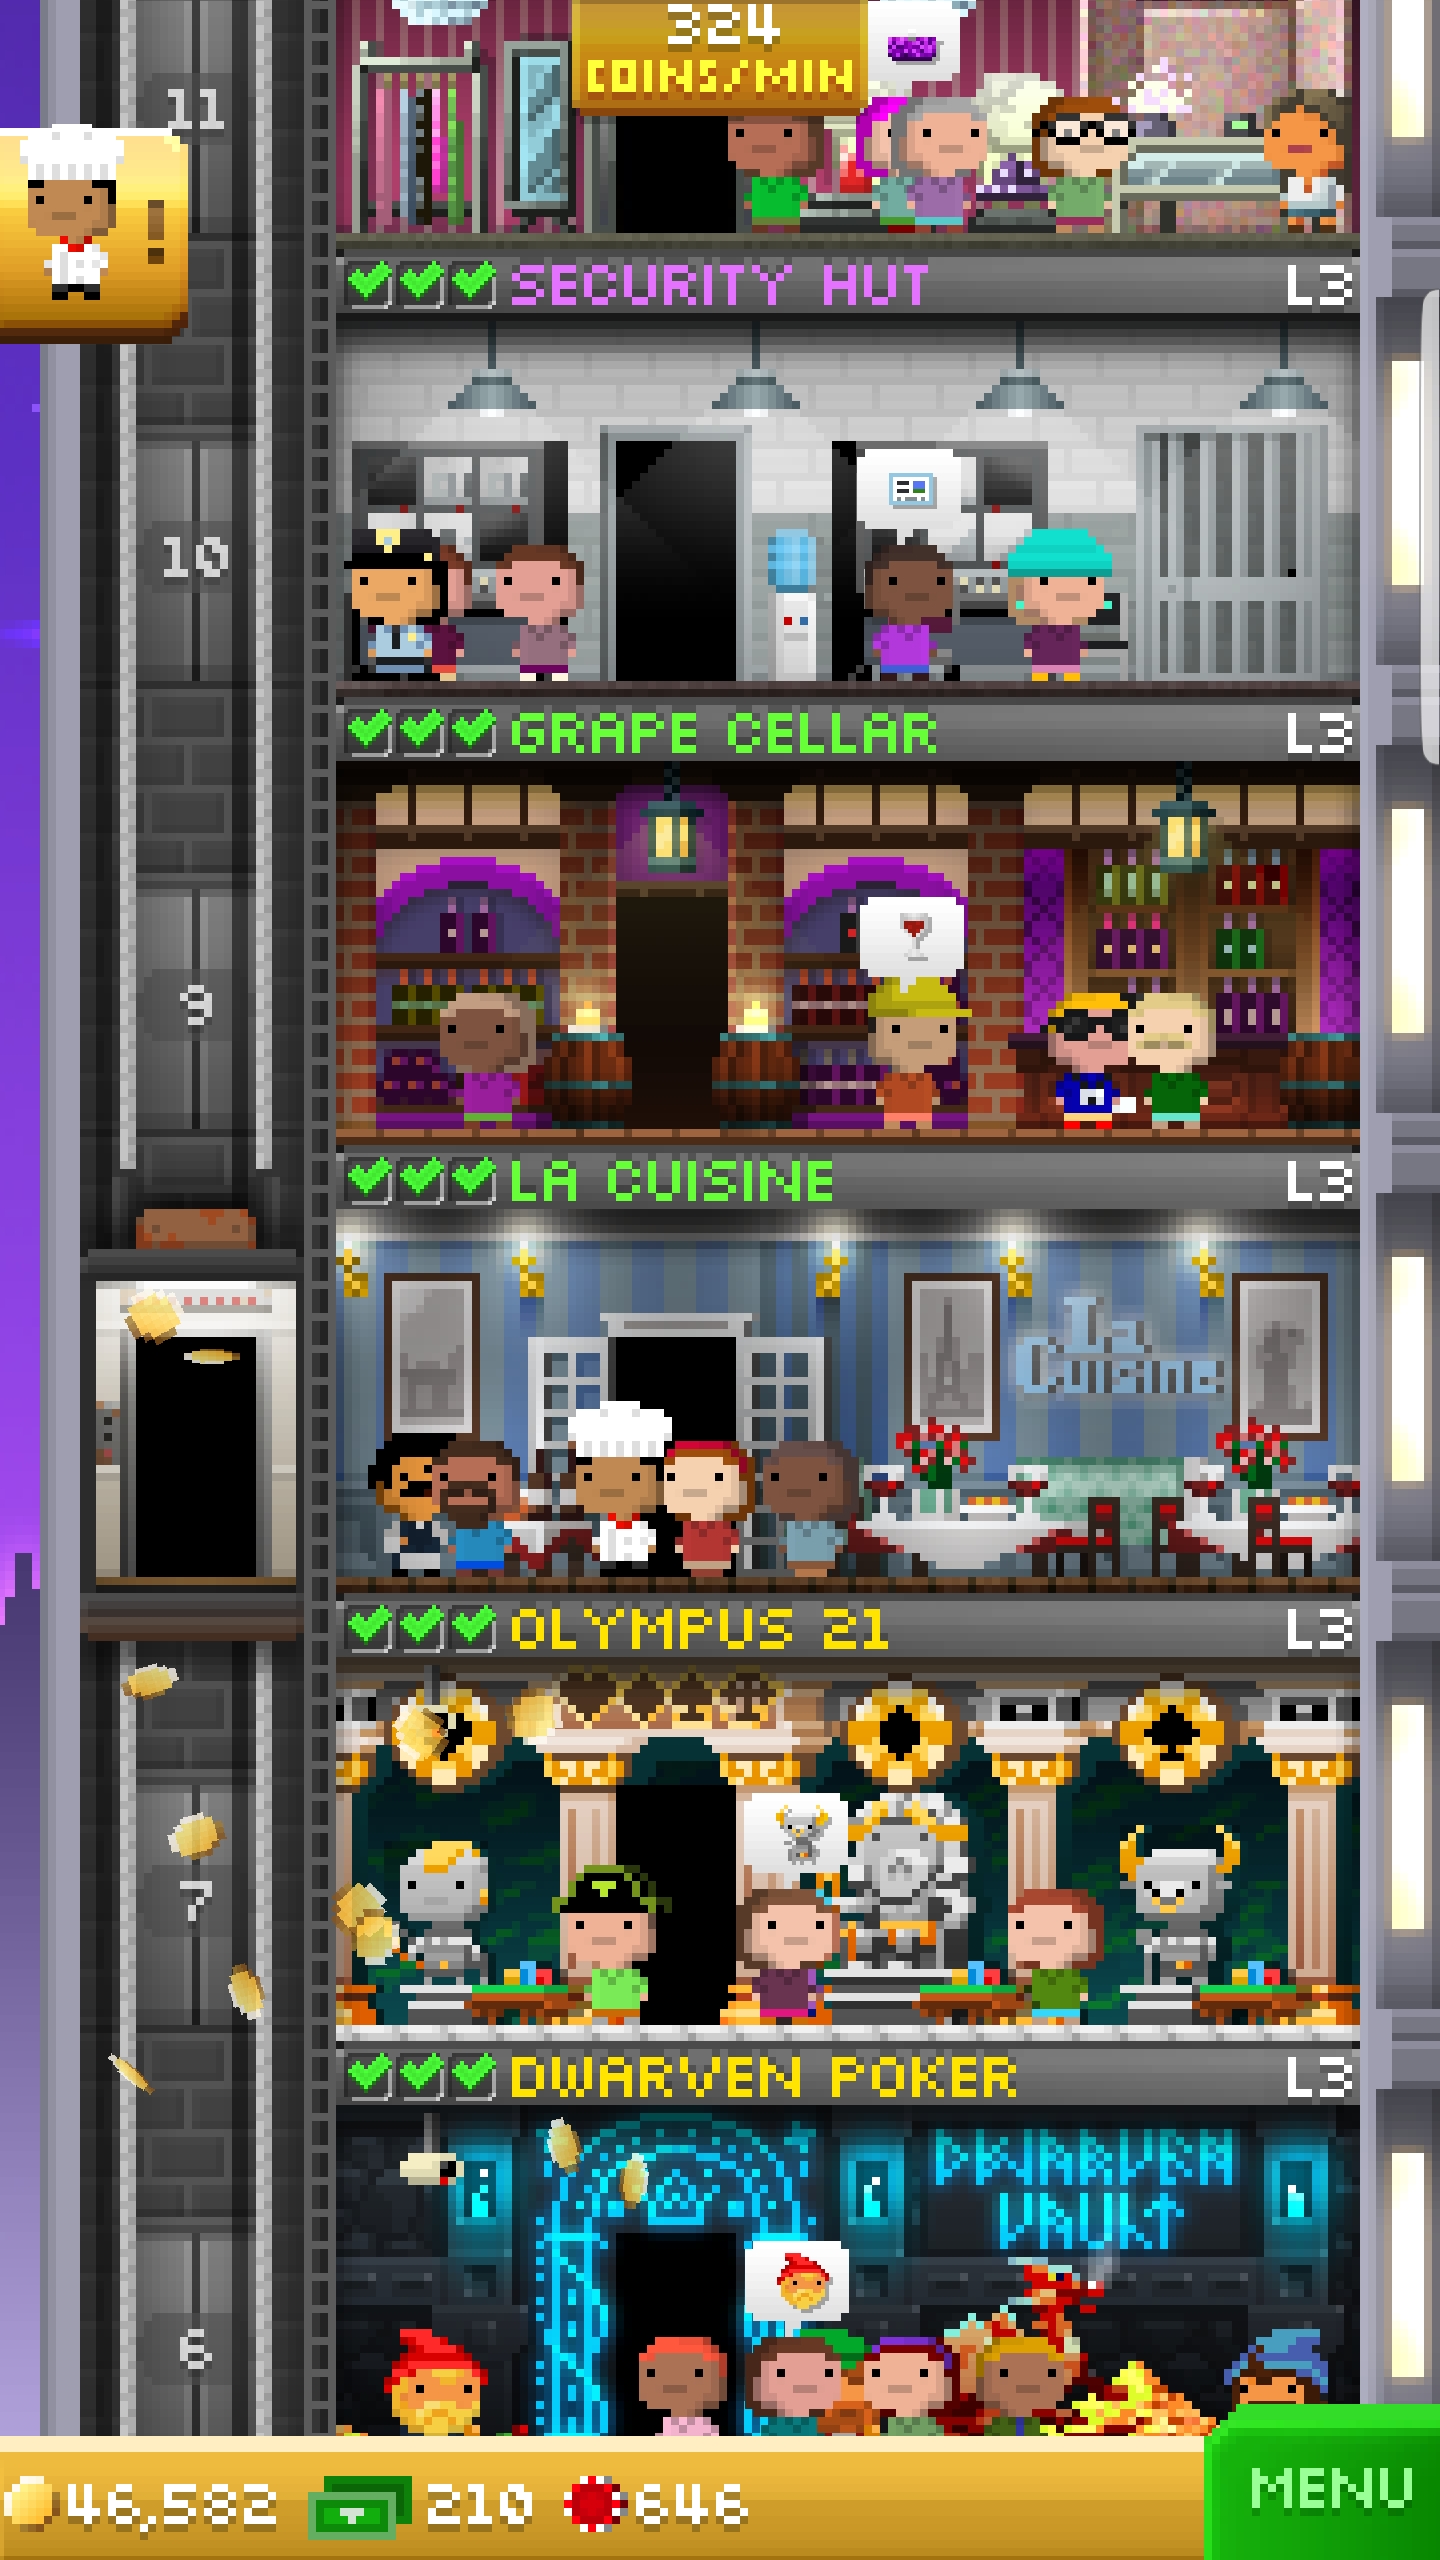 324
COINS/MIN
11
!
SECURITY HUT L3
10
GRAPE CELLAR L3
9
LA CUISINE L3
La
Cuisine
OLYMPUS 21 L3
7
DWARVEN POKER L3
DWARVEN
VAULT
6
46,582 210 646
MENU